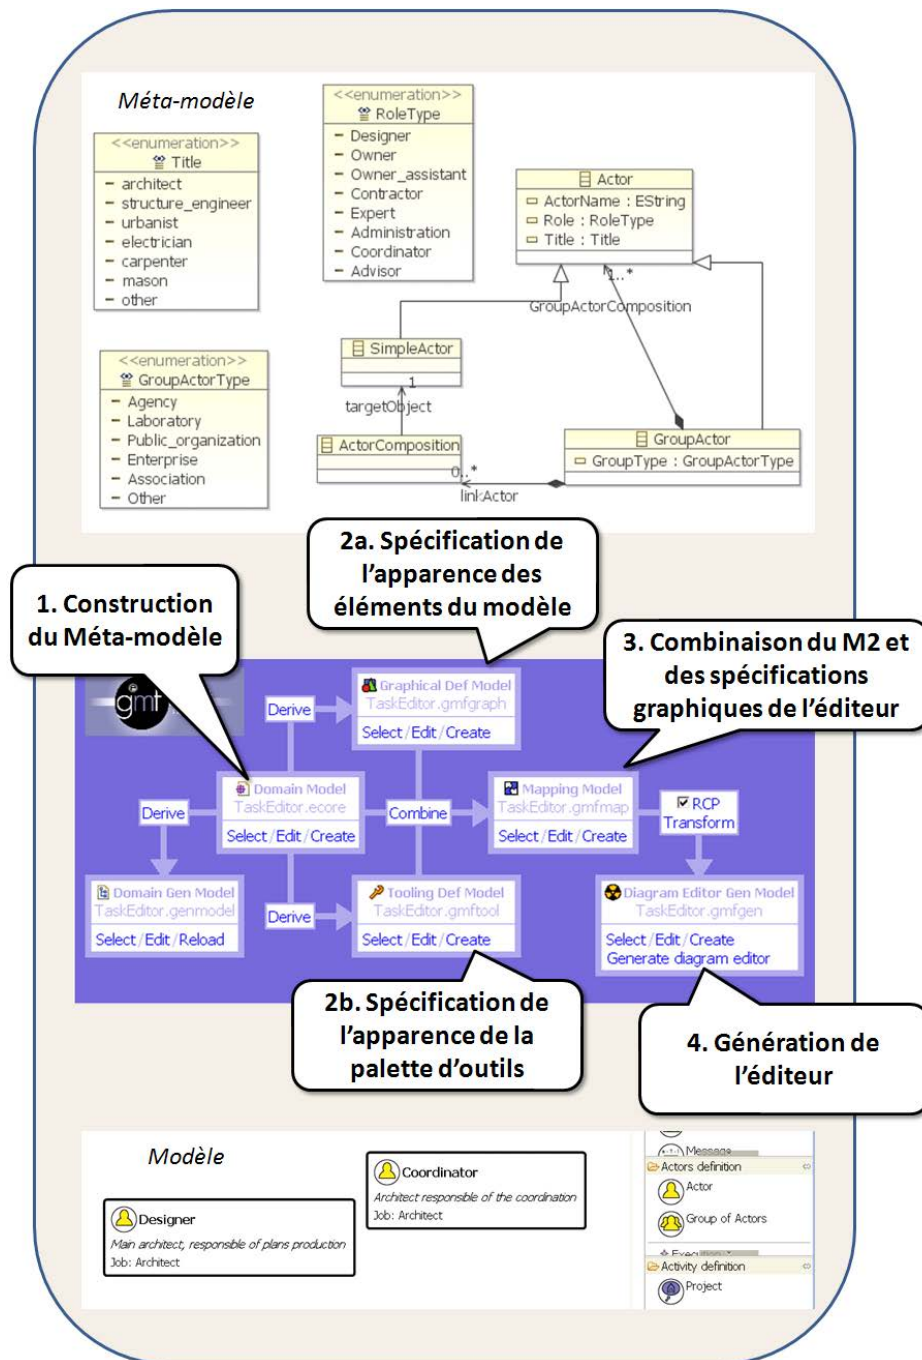 Méta-modèle
<<enumeration>>
Title
architect
structure_engineer
urbanist
electrician
carpenter
mason
other
<<enumeration>>
RoleType
Designer
Owner
Owner_assistant
Contractor
Expert
Administration
Coordinator
Advisor
Actor
ActorName : EString
Role : RoleType
Title : Title
1..*
GroupActorComposition
<<enumeration>>
GroupActorType
Agency
Laboratory
Public_organization
Enterprise
Association
Other
SimpleActor
1
targetObject
ActorComposition
0..*
linkActor
GroupActor
GroupType : GroupActorType
1. Construction
du Méta-modèle
2a. Spécification de
l'apparence des
éléments du modèle
3. Combinaison du M2 et
des spécifications
graphiques de l'éditeur
gmf
Derive
Graphical Def Model
TaskEditor.gmfgraph
Select/Edit/Create
Derive
Domain Model
TaskEditor.ecore
Select/Edit/Create
Combine
Mapping Model
TaskEditor.gmfmap
Select/Edit/Create
RCP
Transform
Domain Gen Model
TaskEditor.genmodel
Select/Edit/Reload
Derive
Tooling Def Model
TaskEditor.gmftool
Select/Edit/Create
Diagram Editor Gen Model
TaskEditor.gmfgen
Select/Edit/Create
Generate diagram editor
2b. Spécification de
l'apparence de la
palette d'outils
4. Génération de
l'éditeur
Modèle
Designer
Main architect, responsible of plans production
Job: Architect
Coordinator
Architect responsible of the coordination
Job: Architect
Message
Actors definition
Actor
Group of Actors
Activity definition
Project